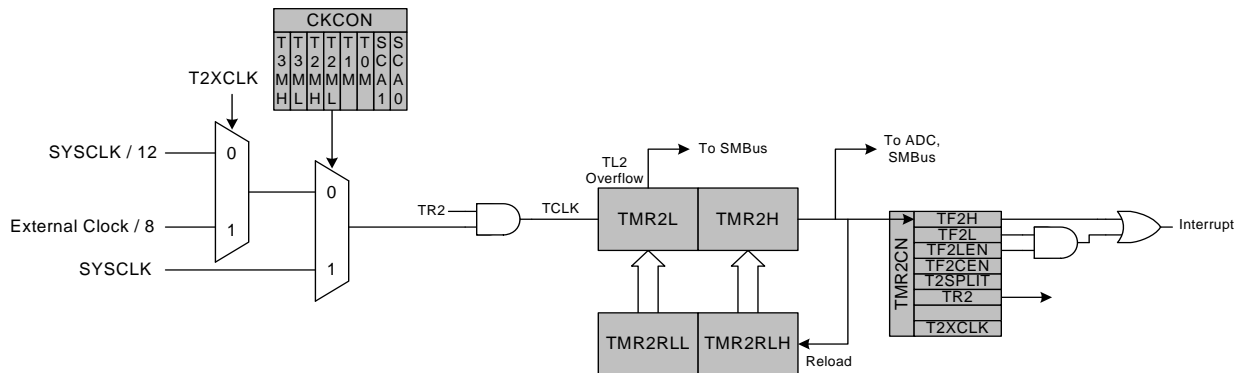 CKCON
T3MH
T3ML
T2MH
T2ML
T1M
T0M
SCA1
SCA0
T2XCLK
SYSCLK / 12
0
External Clock / 8
1
SYSCLK
0
1
TR2
TCLK
TL2
Overflow
To SMBus
TMR2L
TMR2H
To ADC,
SMBus
TMR2RLL
TMR2RLH
Reload
TMR2CN
TF2H
TF2L
TF2LEN
TF2CEN
T2SPLIT
TR2
T2XCLK
Interrupt